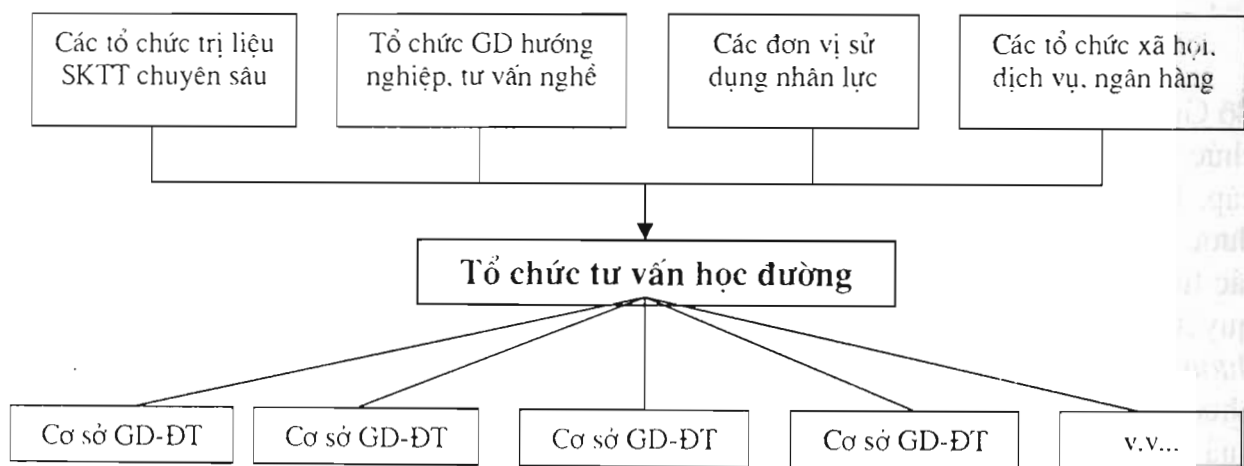 Các tổ chức trị liệu
SKTT chuyên sâu
Tổ chức GD hướng
nghiệp, tư vấn nghề
Các đơn vị sử
dụng nhân lực
Các tổ chức xã hội,
dịch vụ, ngân hàng
Tổ chức tư vấn học đường
Cơ sở GD-ĐT
Cơ sở GD-ĐT
Cơ sở GD-ĐT
Cơ sở GD-ĐT
v.v...